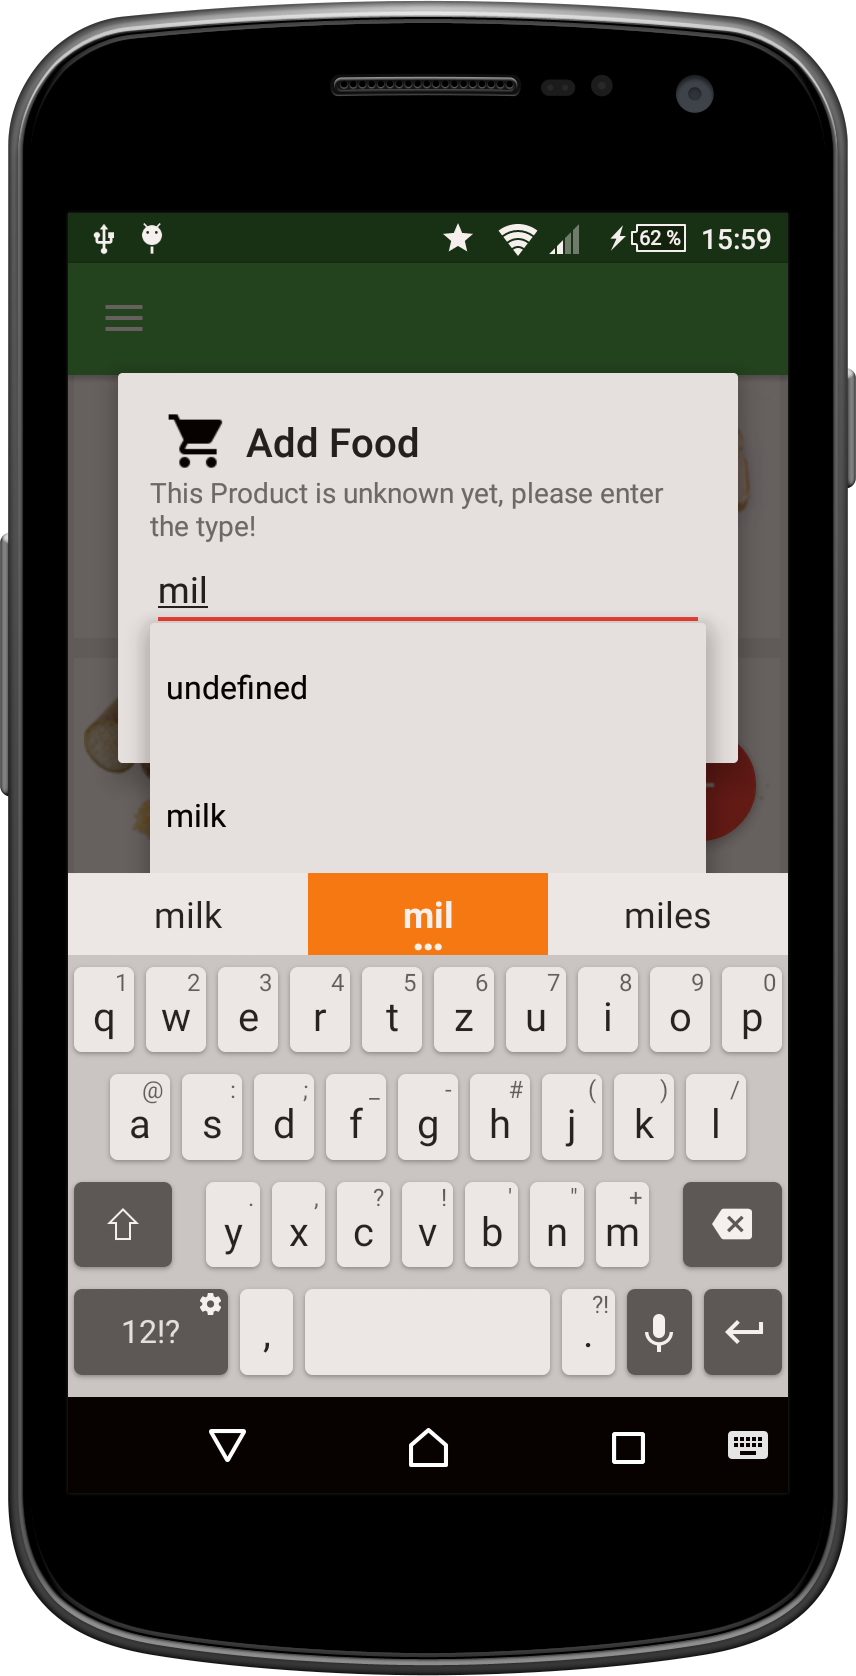 62 % 15:59
Add Food
This Product is unknown yet, please enter
the type!
mil
undefined
milk
milk mil miles
1 2 3 4 5 6 7 8 9 0
q w e r t z u i o p
@ : ; _ - # ( ) /
a s d f g h j k l
. , ? ! ' " +
y x c v b n m
?!
12!? , .